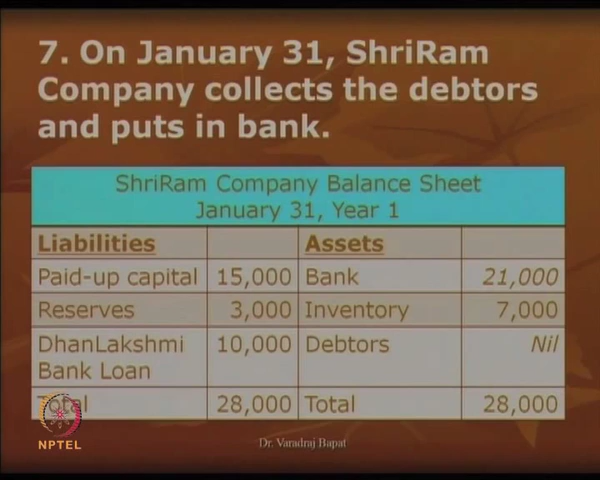 7. On January 31, ShriRam
Company collects the debtors
and puts in bank.
ShriRam Company Balance Sheet
January 31, Year 1
Liabilities Assets
Paid-up capital 15,000 Bank 21,000
Reserves 3,000 Inventory 7,000
DhanLakshmi 10,000 Debtors Nil
Bank Loan
Total 28,000 Total 28,000
NPTEL
Dr. Varadraj Bapat